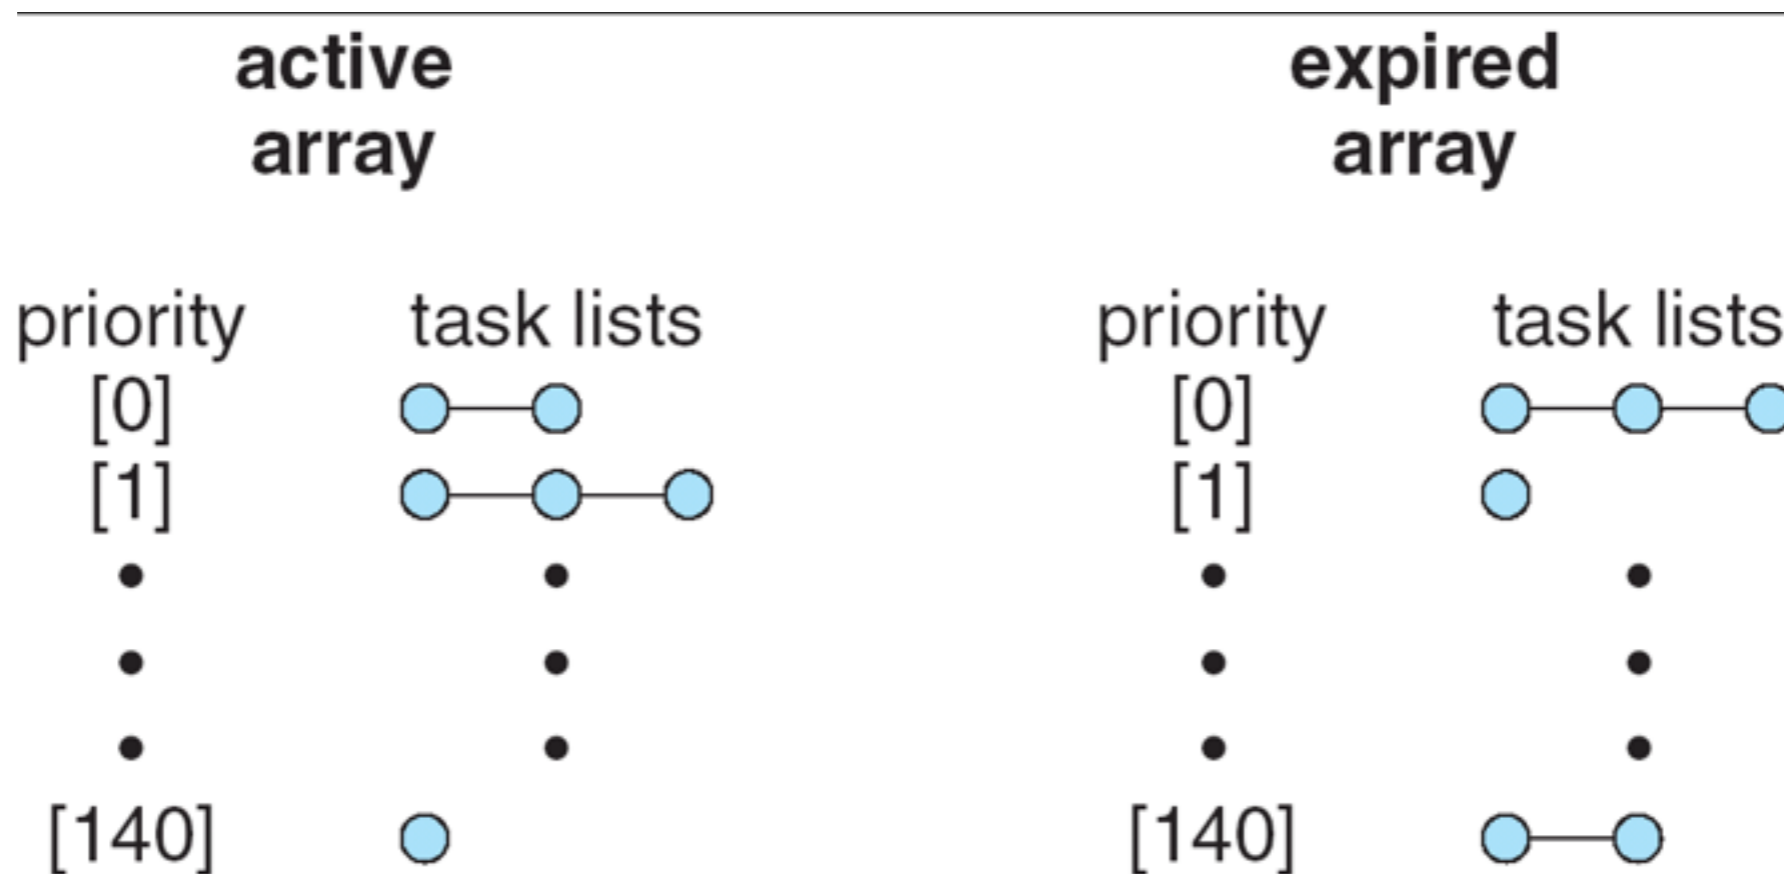 active
array
expired
array
priority task lists
[0]
[1]
[140]
priority task lists
[0]
[1]
[140]